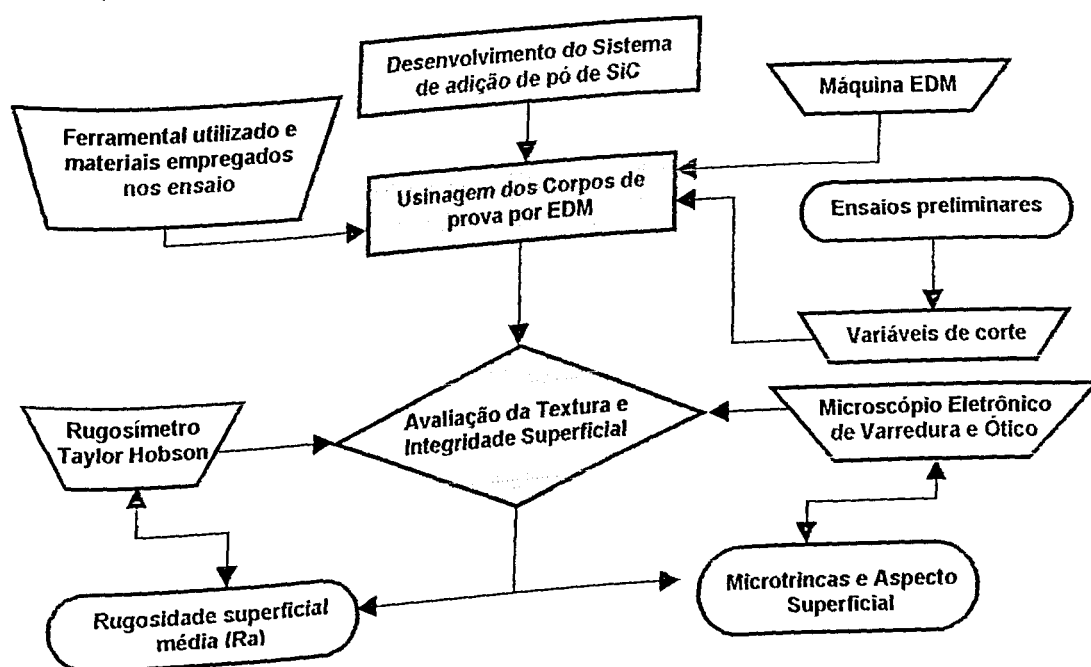 Desenvolvimento do Sistema
de adição de pó de SiC
Máquina EDM
Ferramental utilizado e
materiais empregados
nos ensaio
Usinagem dos Corpos de
prova por EDM
Ensaios preliminares
Variáveis de corte
Avaliação da Textura e
Integridade Superficial
Rugosímetro
Taylor Hobson
Microscópio Eletrônico
de Varredura e Ótico
Microtrincas e Aspecto
Superficial
Rugosidade superficial
média (Ra)